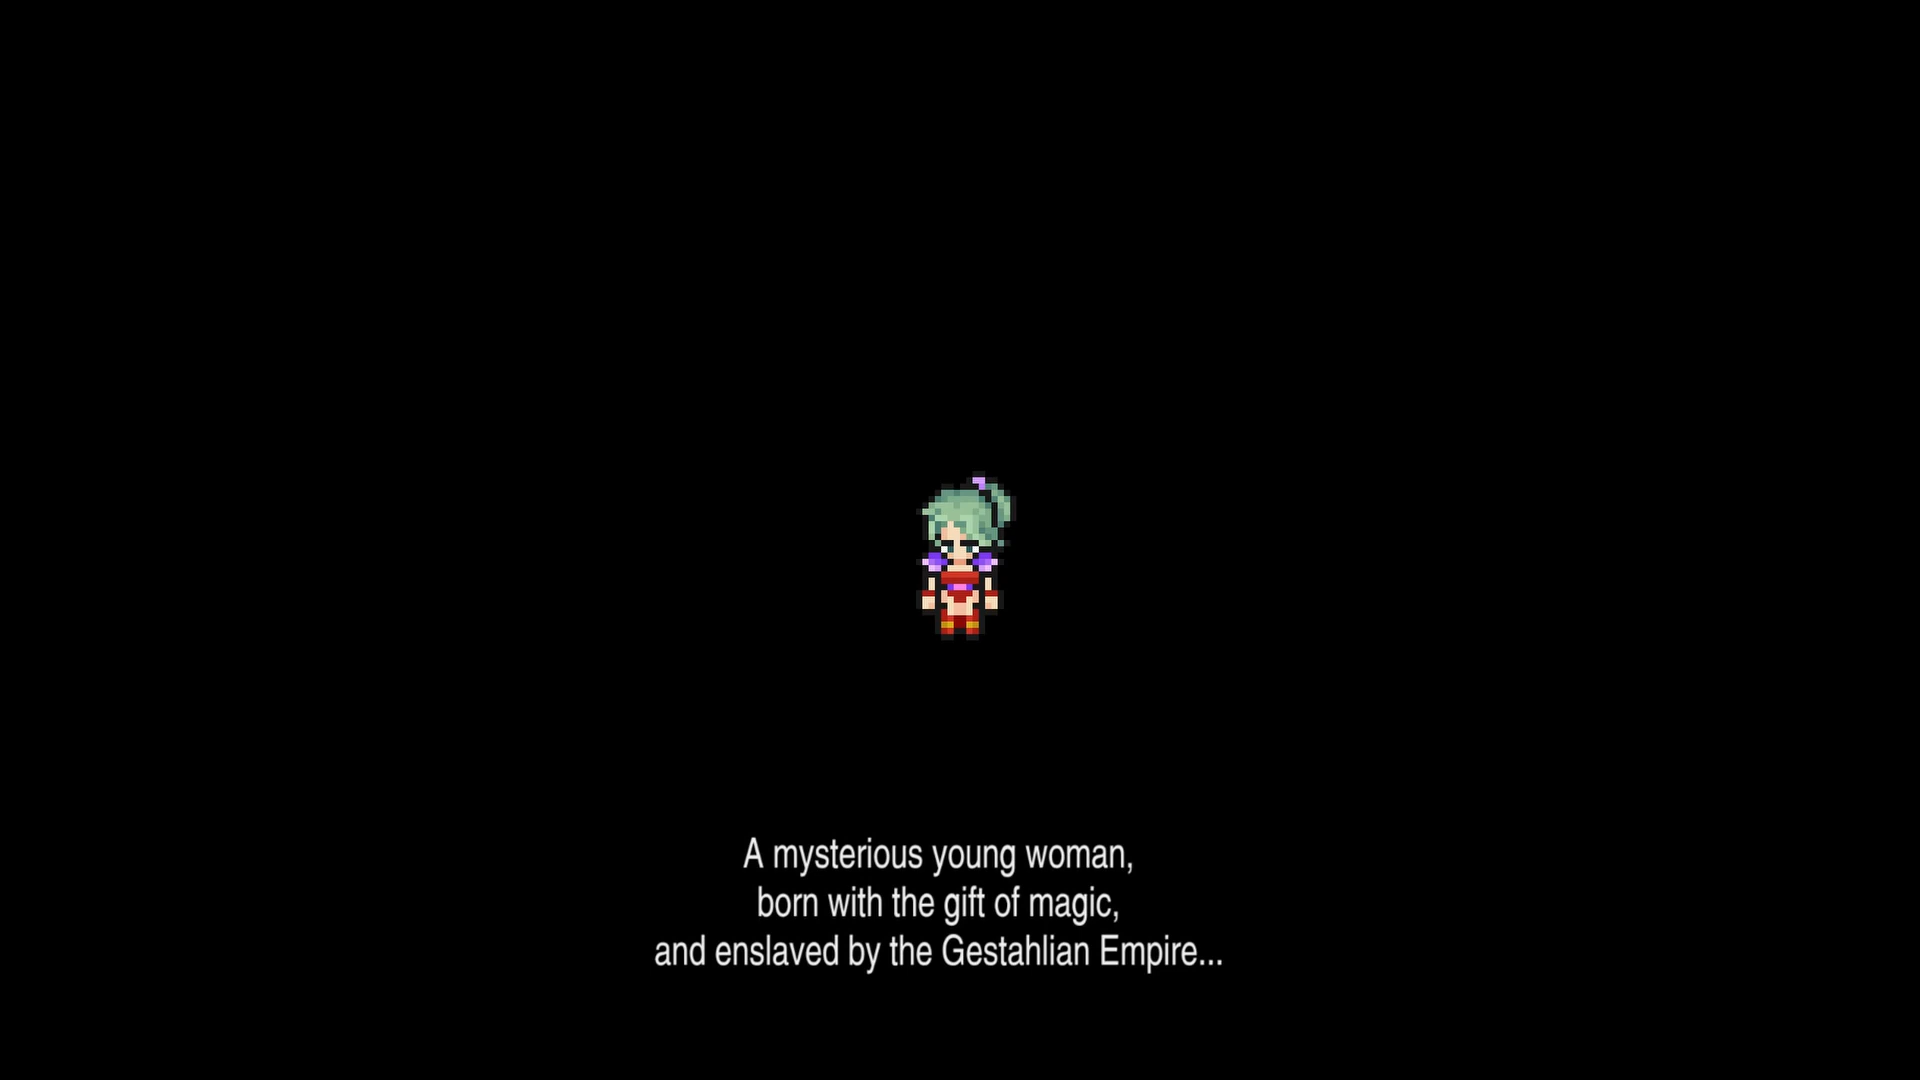 A mysterious young woman,
born with the gift of magic,
and enslaved by the Gestahlian Empire...